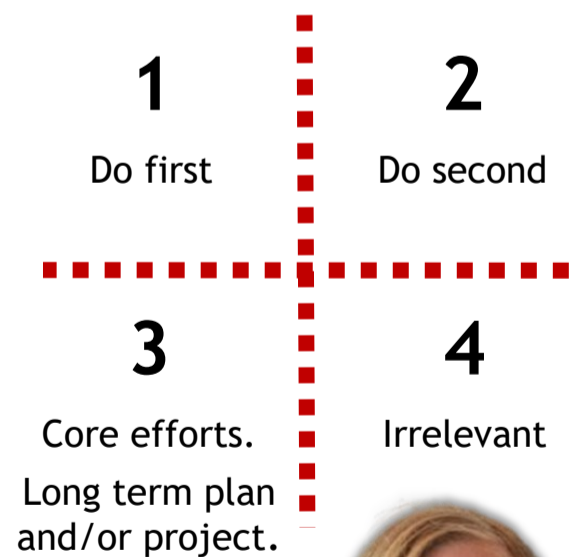 1
Do first
2
Do second
3
Core efforts.
Long term plan
and/or project.
4
Irrelevant